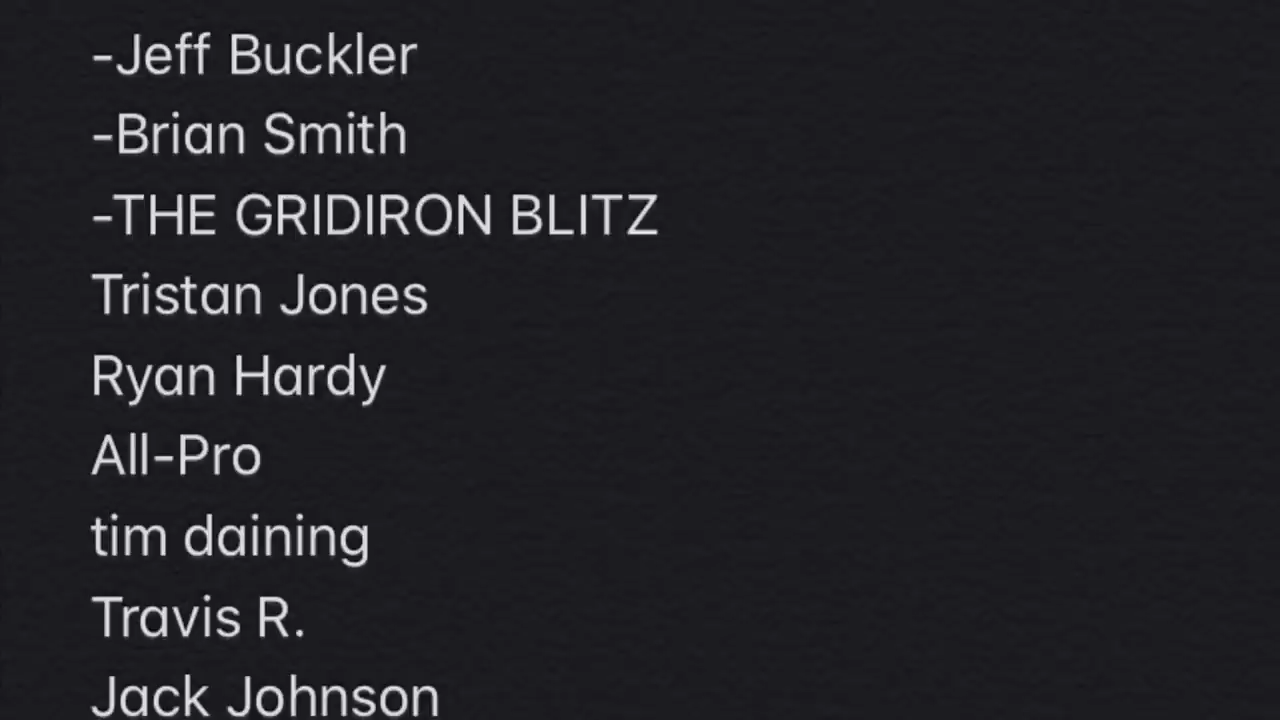 -Jeff Buckler
-Brian Smith
-THE GRIDIRON BLITZ
Tristan Jones
Ryan Hardy
All-Pro
tim daining
Travis R.
Jack Johnson